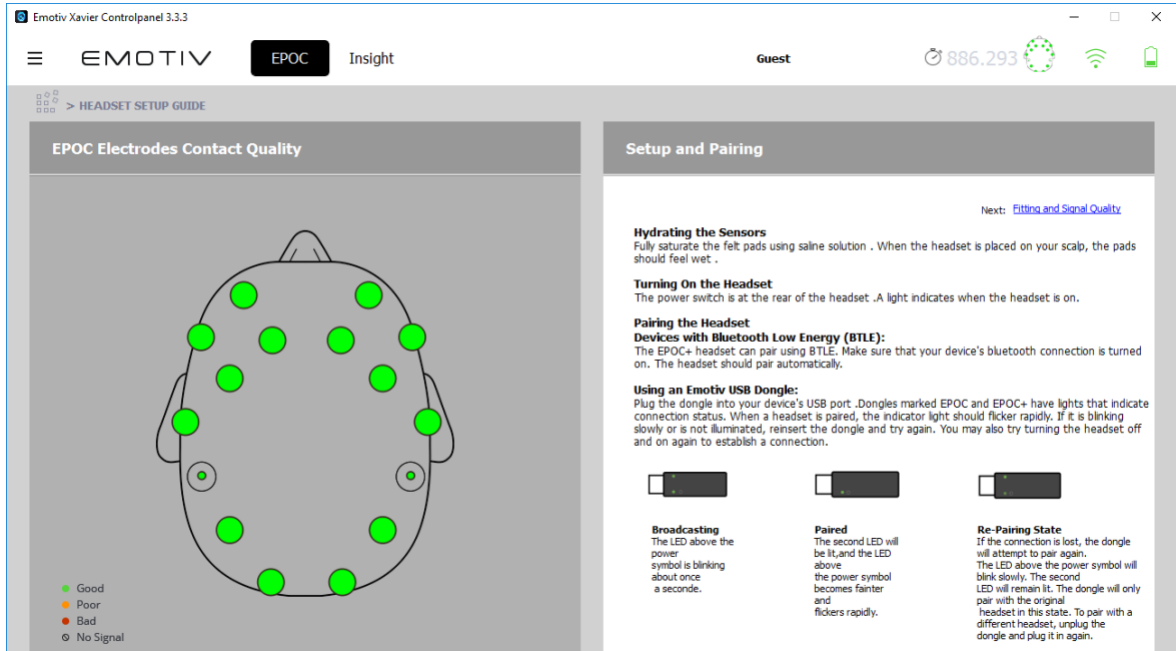 Emotiv Xavier Controlpanel 3.3.3
EMOTIV
EPOC
Insight
Guest
886.293
> HEADSET SETUP GUIDE
EPOC Electrodes Contact Quality
Good
Poor
Bad
No Signal
Setup and Pairing
Next: Fitting and Signal Quality
Hydrating the Sensors
Fully saturate the felt pads using saline solution . When the headset is placed on your scalp, the pads
should feel wet .
Turning On the Headset
The power switch is at the rear of the headset .A light indicates when the headset is on.
Pairing the Headset
Devices with Bluetooth Low Energy (BTLE):
The EPOC+ headset can pair using BTLE. Make sure that your device's bluetooth connection is turned
on. The headset should pair automatically.
Using an Emotiv USB Dongle:
Plug the dongle into your device's USB port .Dongles marked EPOC and EPOC+ have lights that indicate
connection status. When a headset is paired, the indicator light should flicker rapidly. If it is blinking
slowly or is not illuminated, reinsert the dongle and try again. You may also try turning the headset off
and on again to establish a connection.
Broadcasting
The LED above the
power
symbol is blinking
about once
a seconde.
Paired
The second LED will
be lit,and the LED
above
the power symbol
becomes fainter
and
flickers rapidly.
Re-Pairing State
If the connection is lost, the dongle
will attempt to pair again.
The LED above the power symbol will
blink slowly. The second
LED will remain lit. The dongle will only
pair with the original
headset in this state. To pair with a
different headset, unplug the
dongle and plug it in again.